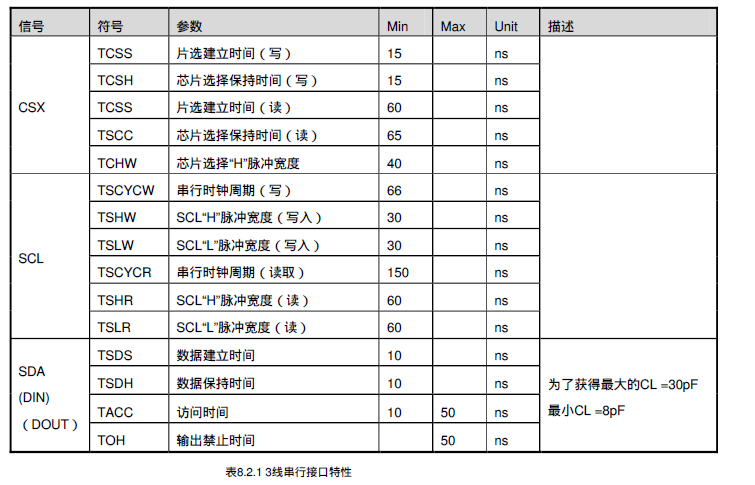 信号 符号 参数 Min Max Unit 描述
TCSS 片选建立时间（写） 15 ns
TCSH 芯片选择保持时间（写） 15 ns
CSX TCSS 片选建立时间（读） 60 ns
TSCC 芯片选择保持时间（读） 65 ns
TCHW 芯片选择“H”脉冲宽度 40 ns
TSCYCW 串行时钟周期（写） 66 ns
TSHW SCL“H”脉冲宽度（写入） 30 ns
TSLW SCL“L”脉冲宽度（写入） 30 ns
SCL
TSCYCR 串行时钟周期（读取） 150 ns
TSHR SCL“H”脉冲宽度（读） 60 ns
TSLR SCL“L”脉冲宽度（读） 60 ns
TSDS 数据建立时间 10 ns
SDA
TSDH 数据保持时间 10 ns 为了获得最大的CL =30pF
(DIN)
TACC 访问时间 10 50 ns 最小CL =8pF
（DOUT）
TOH 输出禁止时间 50 ns
表8.2.1 3线串行接口特性